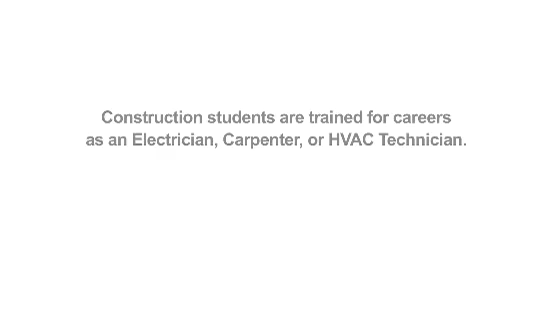 Construction students are trained for careers
as an Electrician, Carpenter, or HVAC Technician.